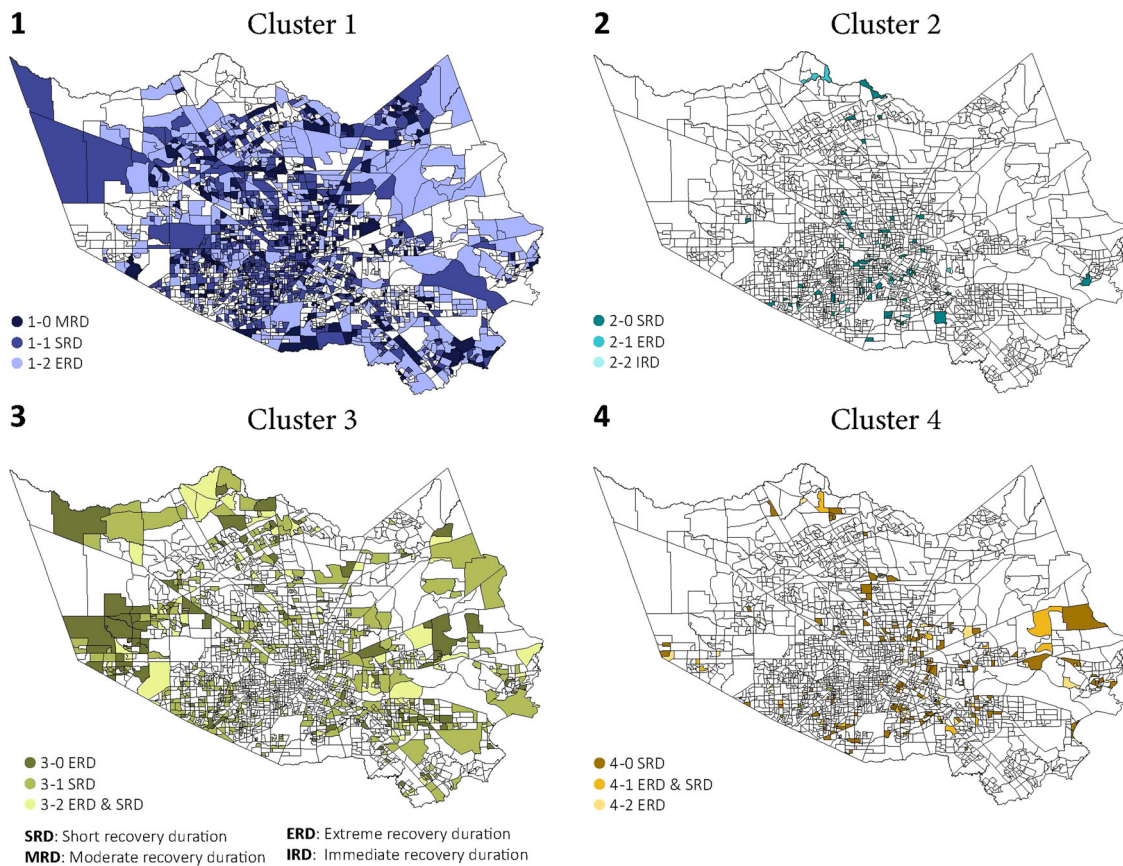 1 Cluster 1
1-0 MRD
1-1 SRD
1-2 ERD
2 Cluster 2
2-0 SRD
2-1 ERD
2-2 IRD
3 Cluster 3
3-0 ERD
3-1 SRD
3-2 ERD & SRD
4 Cluster 4
4-0 SRD
4-1 ERD & SRD
4-2 ERD
SRD: Short recovery duration
MRD: Moderate recovery duration
ERD: Extreme recovery duration
IRD: Immediate recovery duration